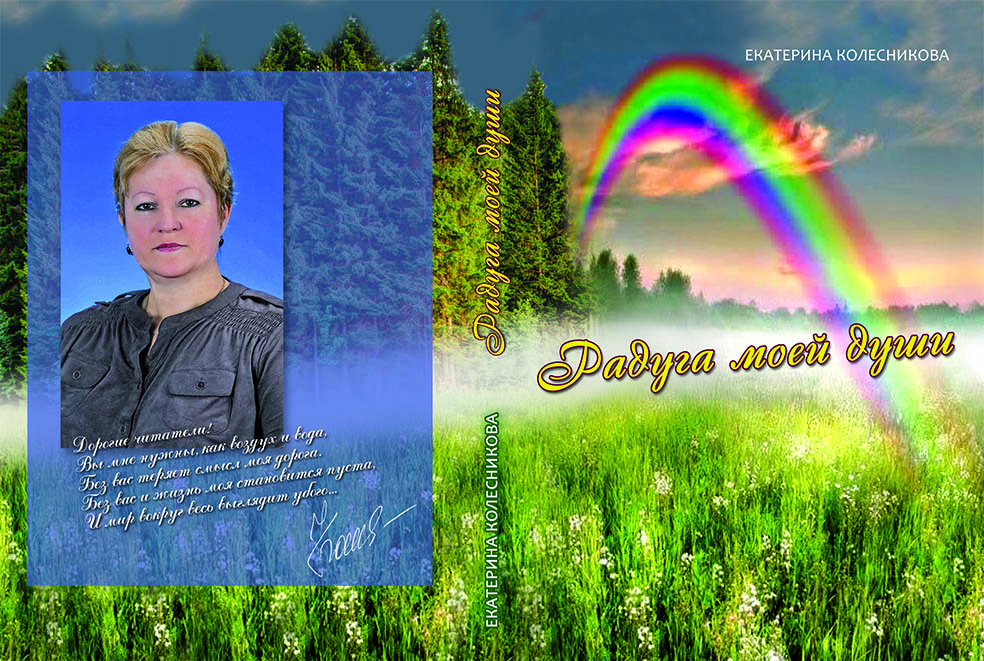 Дорогие читатели!
Вы мне нужны, как воздух и вода,
Без вас теряет смысл моя дорога.
Без вас и жизнь моя становится пуста,
И мир вокруг весь выглядит убого...
Радуга моей души
ЕКАТЕРИНА КОЛЕСНИКОВА
ЕКАТЕРИНА КОЛЕСНИКОВА
Радуга моей души